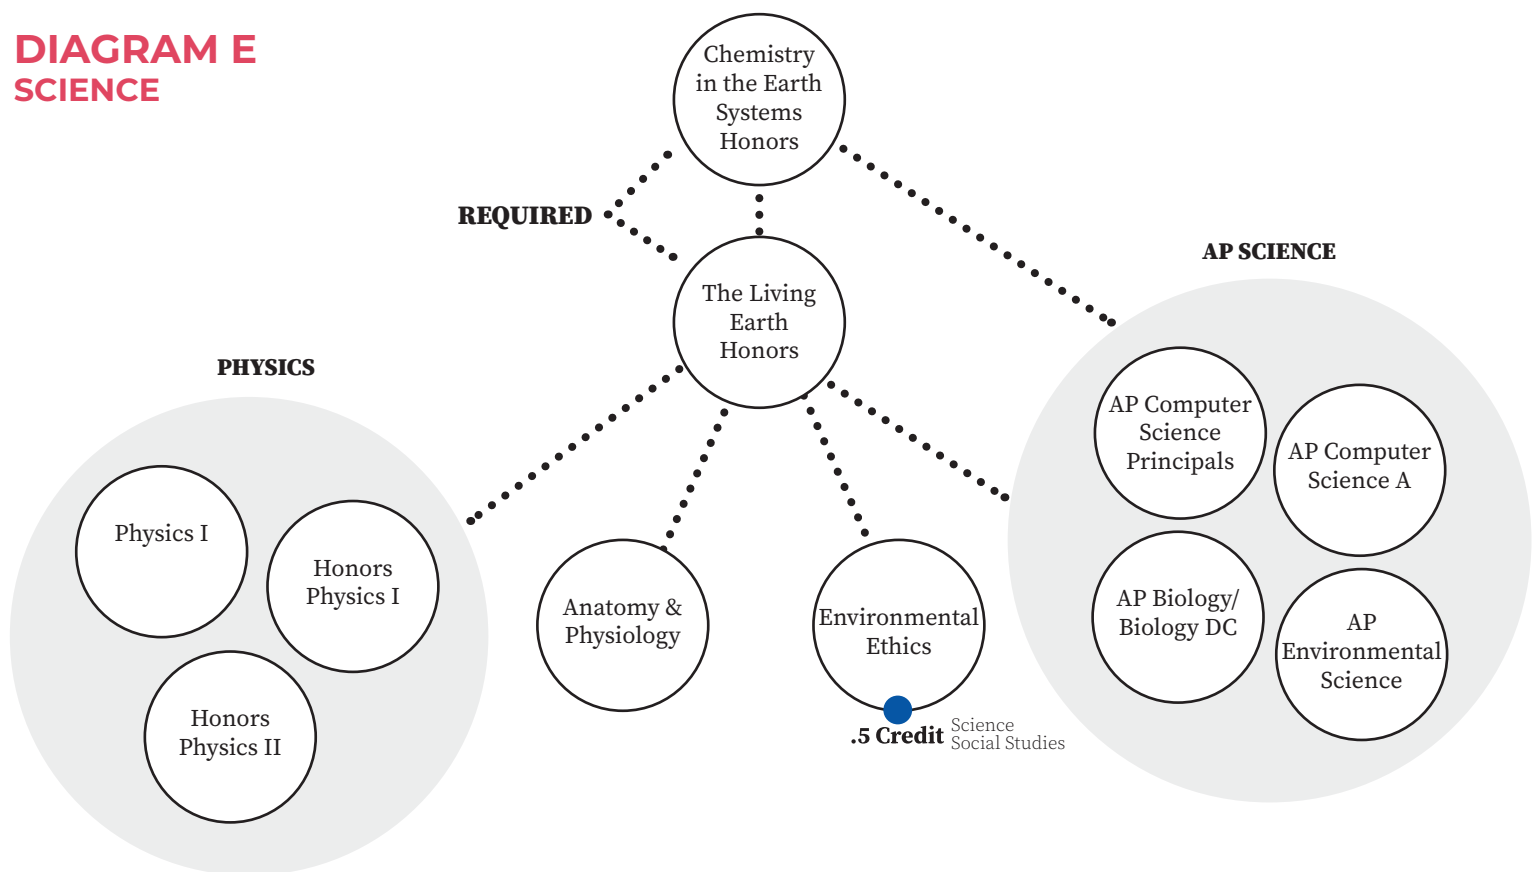 DIAGRAM E
SCIENCE
Chemistry
in the Earth
Systems
Honors
REQUIRED
The Living
Earth
Honors
AP SCIENCE
PHYSICS
AP Computer
Science
Principals
AP Computer
Science A
Physics I
Honors
Physics I
Honors
Physics II
Anatomy &
Physiology
Environmental
Ethics
.5 Credit
Science
Social Studies
AP Biology/
Biology DC
AP
Environmental
Science